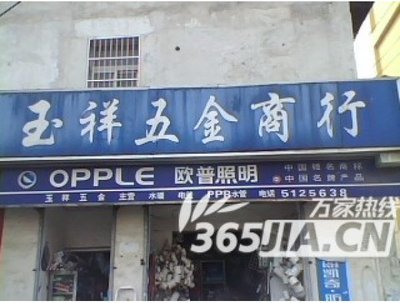 玉祥五金商行
OPPLE 欧普照明
中国驰名商标
中国名牌产品
玉祥五金 主营 水暖 电缆 PPB水管 电话 5125638
万家热线
365JIA.CN